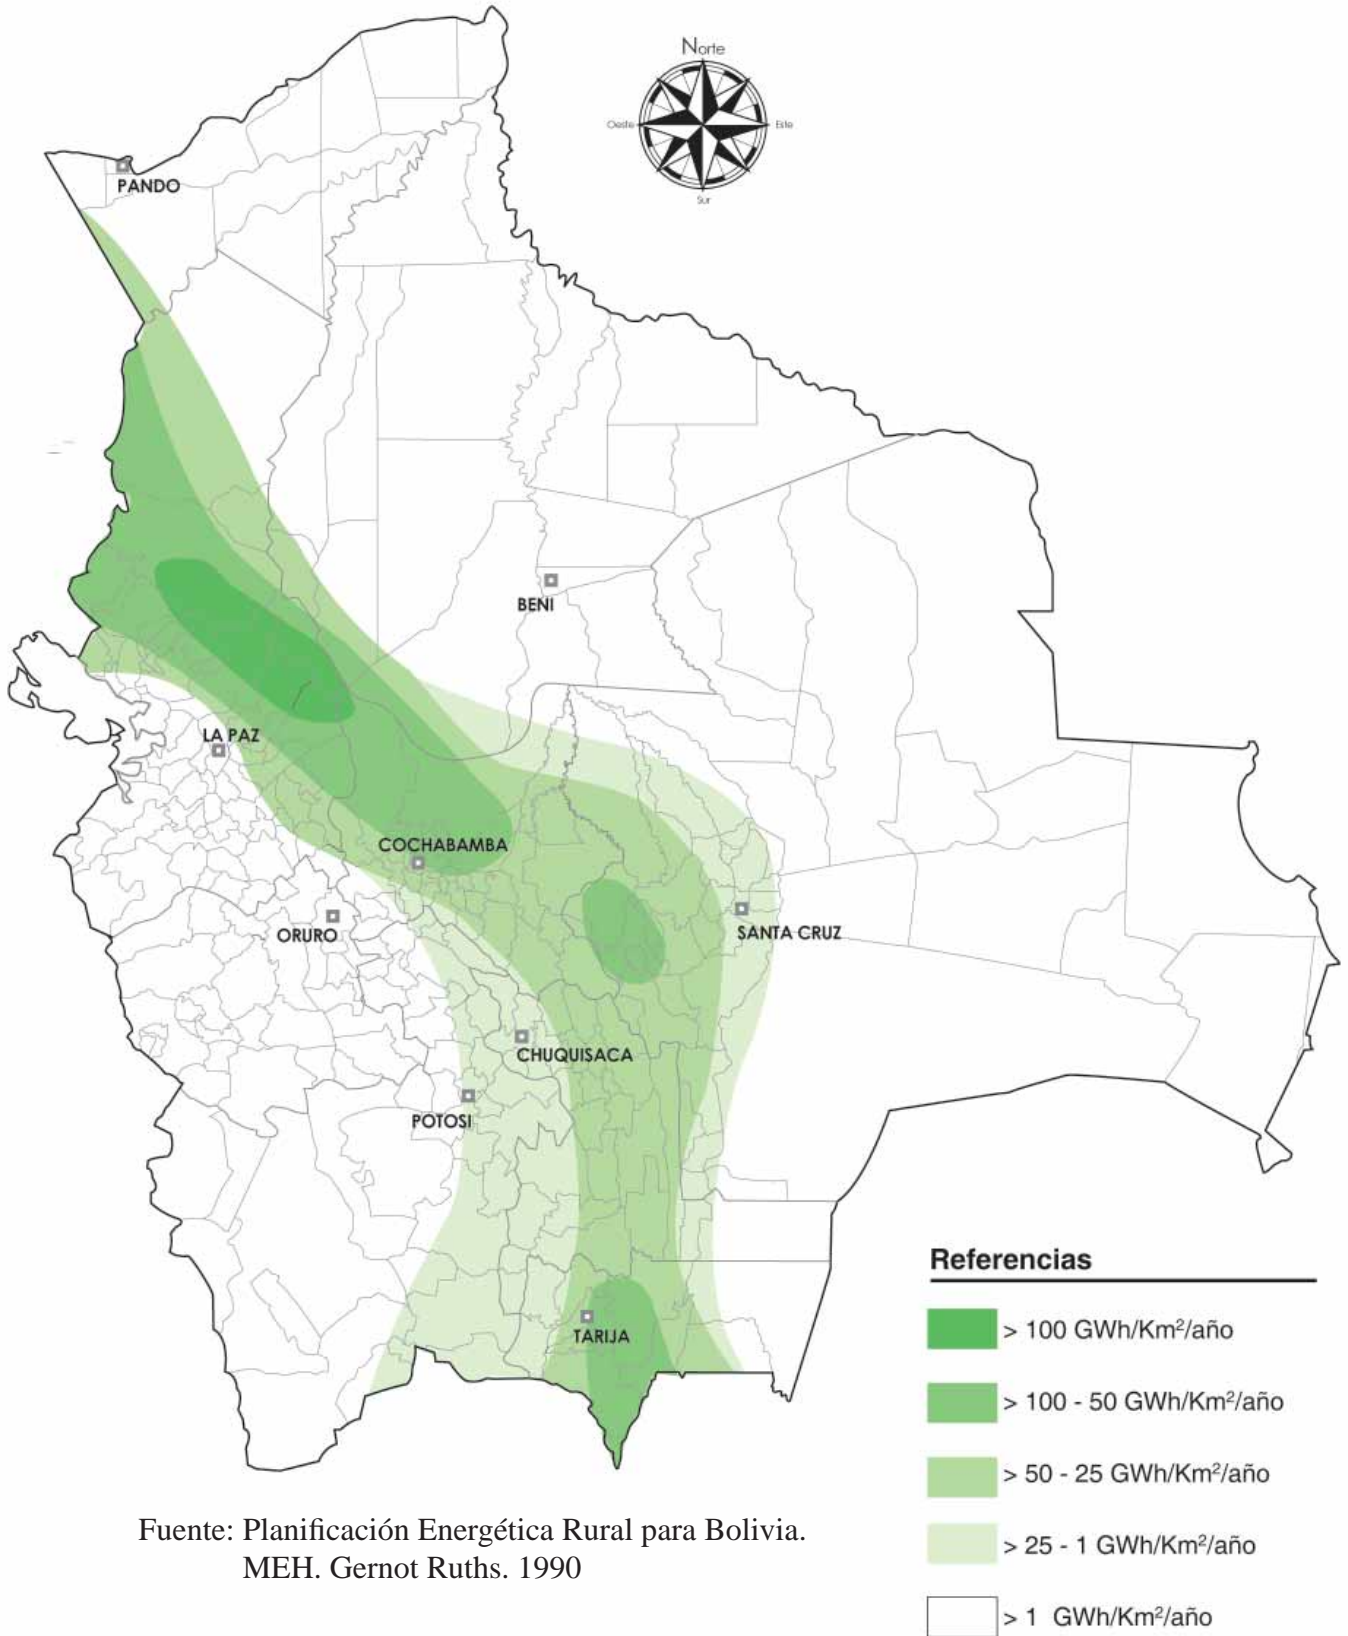 Norte
Oeste
Este
Sur
PANDO
BENI
LA PAZ
COCHABAMBA
ORURO
SANTA CRUZ
CHUQUISACA
POTOSI
TARIJA
Referencias
> 100 GWh/Km²/año
> 100 - 50 GWh/Km²/año
> 50 - 25 GWh/Km²/año
> 25 - 1 GWh/Km²/año
> 1 GWh/Km²/año
Fuente: Planificación Energética Rural para Bolivia.
MEH. Gernot Ruths. 1990